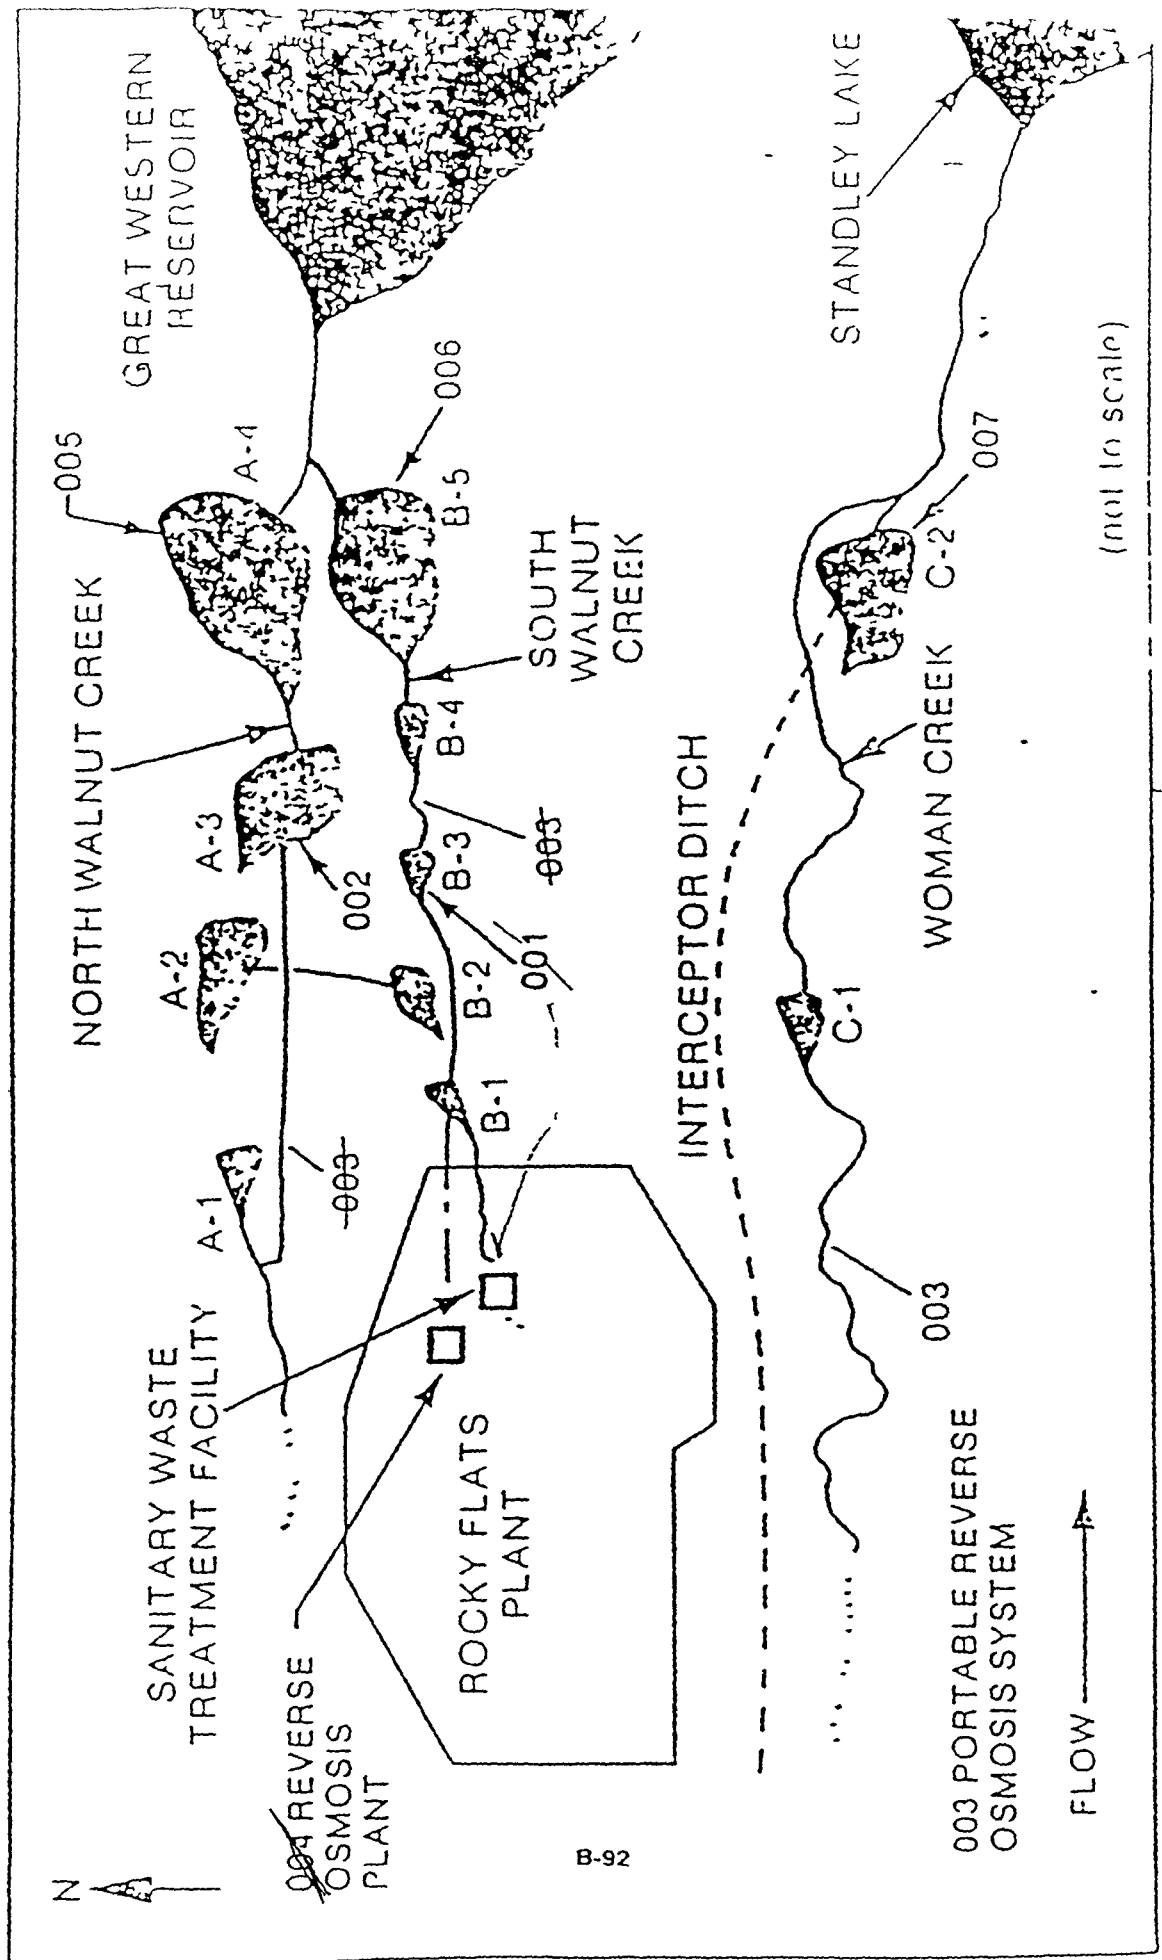 N
GREAT WESTERN
RESERVOIR
005
NORTH WALNUT CREEK
A-4
A-3
A-2
A-1
002
003
006
B-5
SOUTH
WALNUT
CREEK
B-4
003
B-3
001
B-2
B-1
SANITARY WASTE
TREATMENT FACILITY
004 REVERSE
OSMOSIS
PLANT
ROCKY FLATS
PLANT
INTERCEPTOR DITCH
STANDLEY LAKE
007
C-2
WOMAN CREEK
C-1
003
003 PORTABLE REVERSE
OSMOSIS SYSTEM
FLOW
(not to scale)
B-92